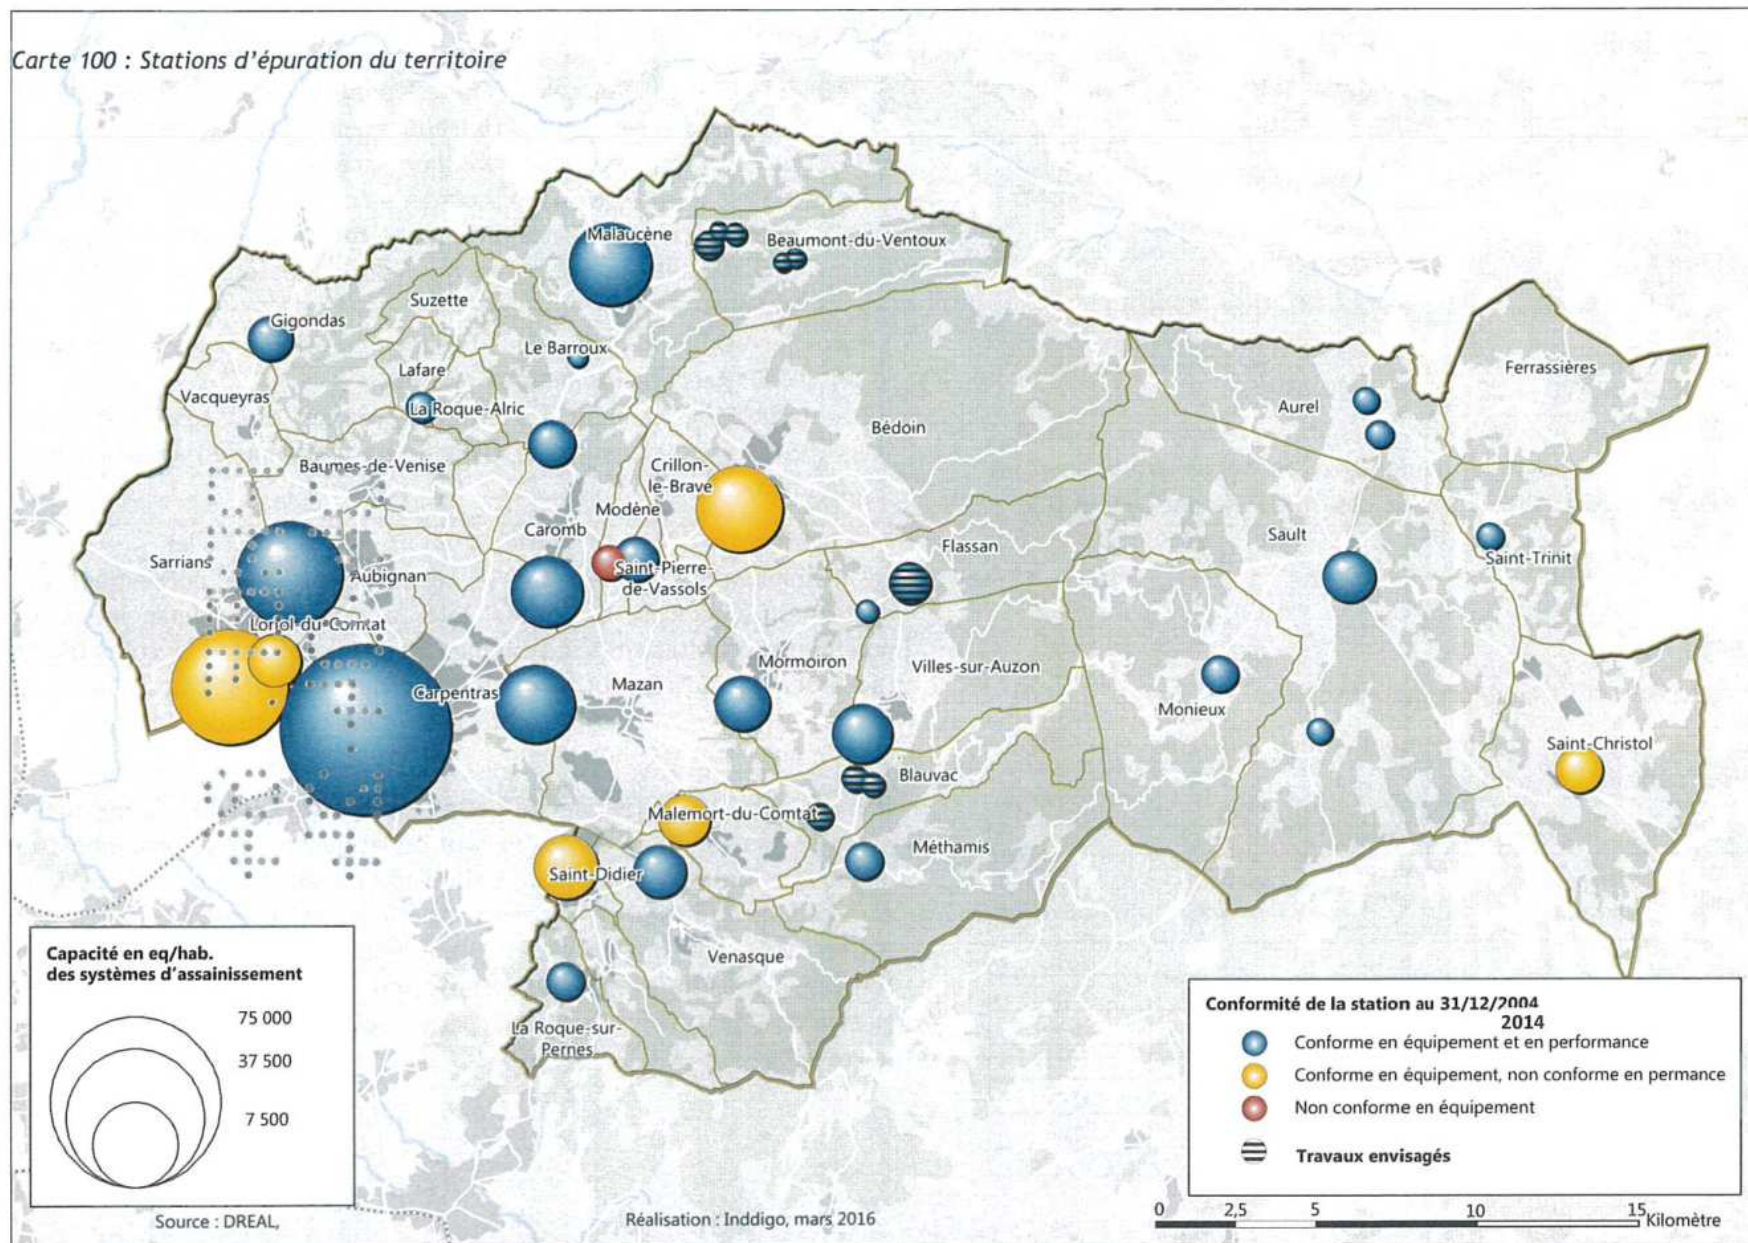 Carte 100 : Stations d'épuration du territoire
Malaucène
Beaumont-du-Ventoux
Suzette
Gigondas
Le Barroux
Lafare
Ferrassières
Vacqueyras
La Roque-Alric
Aurel
Bédoin
Baumes-de-Venise
Crillon-
le-Brave
Modène
Caromb
Sault
Flassan
Sarrians
Aubignan
Saint-Pierre-
de-Vassols
Saint-Trinit
Loriol du Comtat
Mormoiron
Villes-sur-Auzon
Carpentras
Mazan
Monieux
Saint-Christol
Blauvac
Malemort-du-Comtat
Méthamis
Saint-Didier
Venasque
La Roque-sur-
Pernes
Capacité en eq/hab.
des systèmes d'assainissement
75 000
37 500
7 500
Source : DREAL,
Réalisation : Inddigo, mars 2016
Conformité de la station au 31/12/2004
2014
Conforme en équipement et en performance
Conforme en équipement, non conforme en permance
Non conforme en équipement
Travaux envisagés
0 2,5 5 10 15
Kilomètre